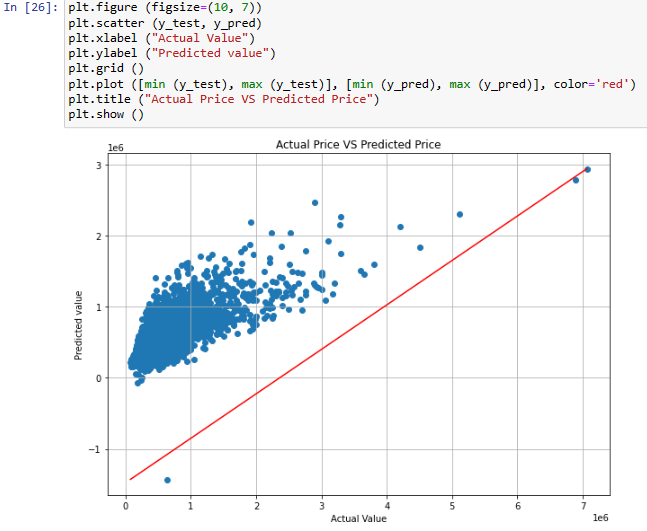 In [26]: plt.figure (figsize=(10, 7))
plt.scatter (y_test, y_pred)
plt.xlabel ("Actual Value")
plt.ylabel ("Predicted value")
plt.grid ()
plt.plot ([min (y_test), max (y_test)], [min (y_pred), max (y_pred)], color='red')
plt.title ("Actual Price VS Predicted Price")
plt.show ()
Actual Price VS Predicted Price
1e6
3
2
1
0
−1
Predicted value
0 1 2 3 4 5 6 7
1e6
Actual Value